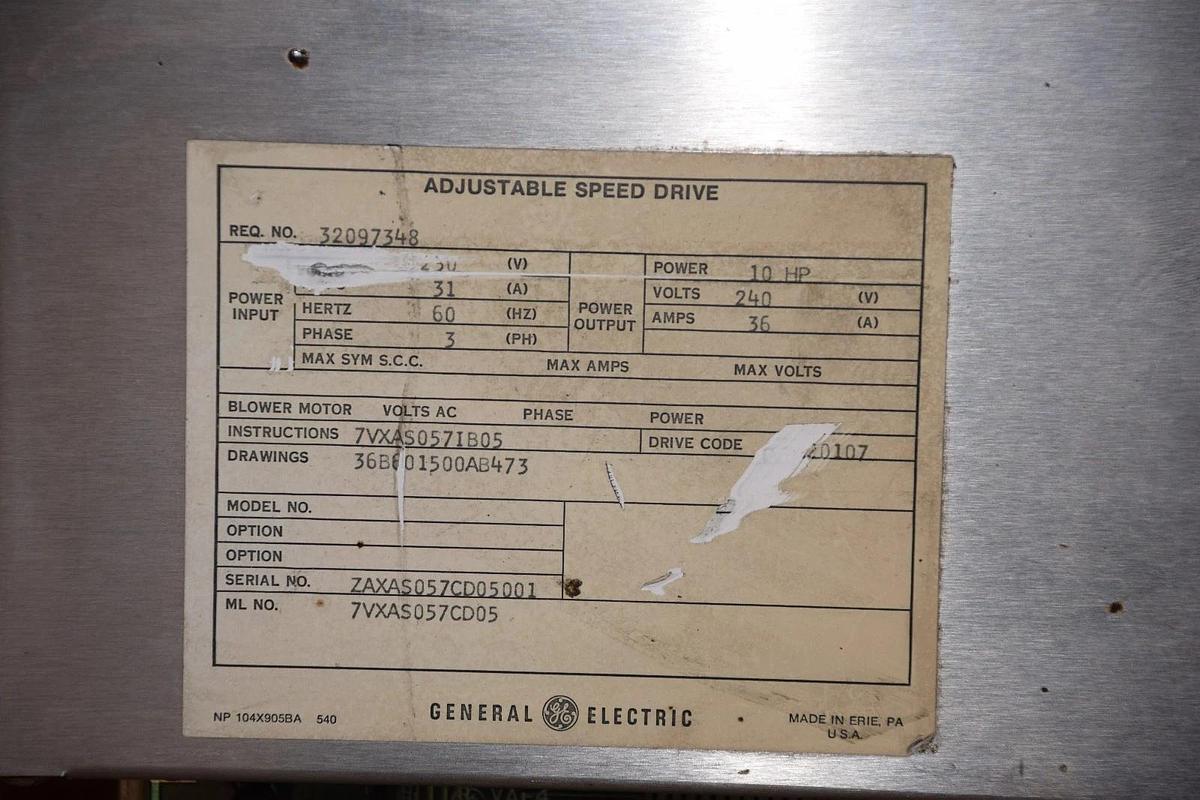 ADJUSTABLE SPEED DRIVE
REQ. NO. 32097348
(V) POWER 10 HP
31 (A) VOLTS 240 (V)
POWER INPUT HERTZ 60 (HZ) POWER OUTPUT AMPS 36 (A)
PHASE 3 (PH)
MAX SYM S.C.C. MAX AMPS MAX VOLTS
BLOWER MOTOR VOLTS AC PHASE POWER
INSTRUCTIONS 7VXAS057IB05 DRIVE CODE 20107
DRAWINGS 36B601500AB473
MODEL NO.
OPTION
OPTION
SERIAL NO. ZAXAS057CD05001
ML NO. 7VXAS057CD05
NP 104X905BA 540 GENERAL GE ELECTRIC MADE IN ERIE, PA
U.S.A.